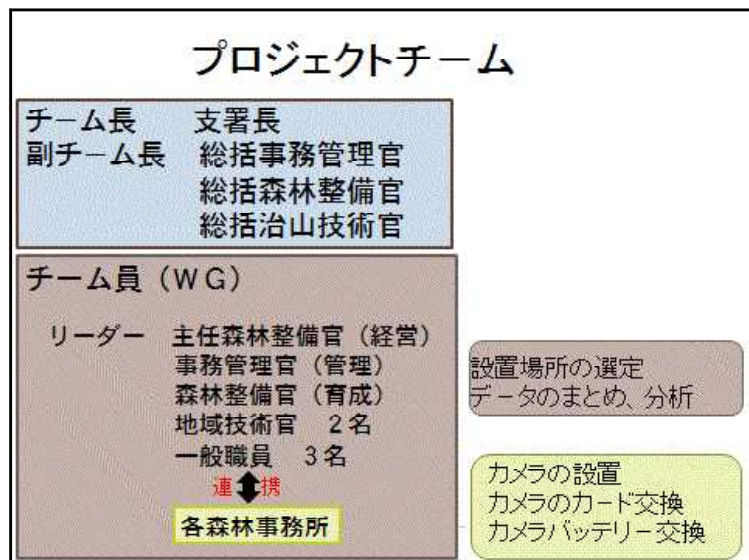 プロジェクトチーム
チーム長　支署長
副チーム長　総括事務管理官
総括森林整備官
総括治山技術官
チーム員（ＷＧ）
リーダー　主任森林整備官（経営）
事務管理官（管理）
森林整備官（育成）
地域技術官　２名
一般職員　３名
連携
各森林事務所
設置場所の選定
データのまとめ、分析
カメラの設置
カメラのカード交換
カメラバッテリー交換